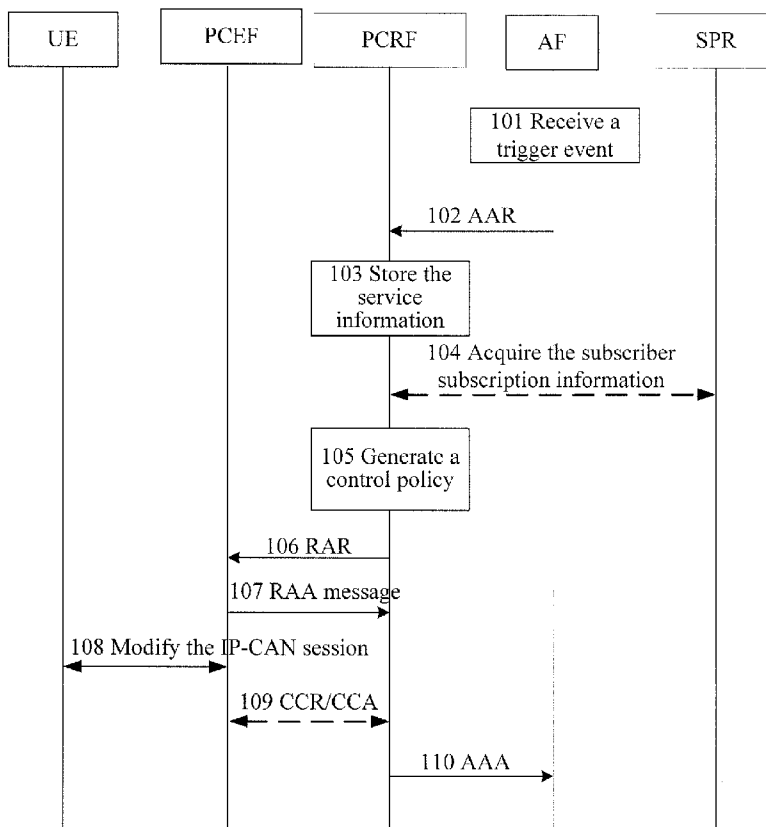 UE
PCEF
PCRF
AF
SPR
101 Receive a
trigger event
102 AAR
103 Store the
service
information
104 Acquire the subscriber
subscription information
105 Generate a
control policy
106 RAR
107 RAA message
108 Modify the IP-CAN session
109 CCR/CCA
110 AAA